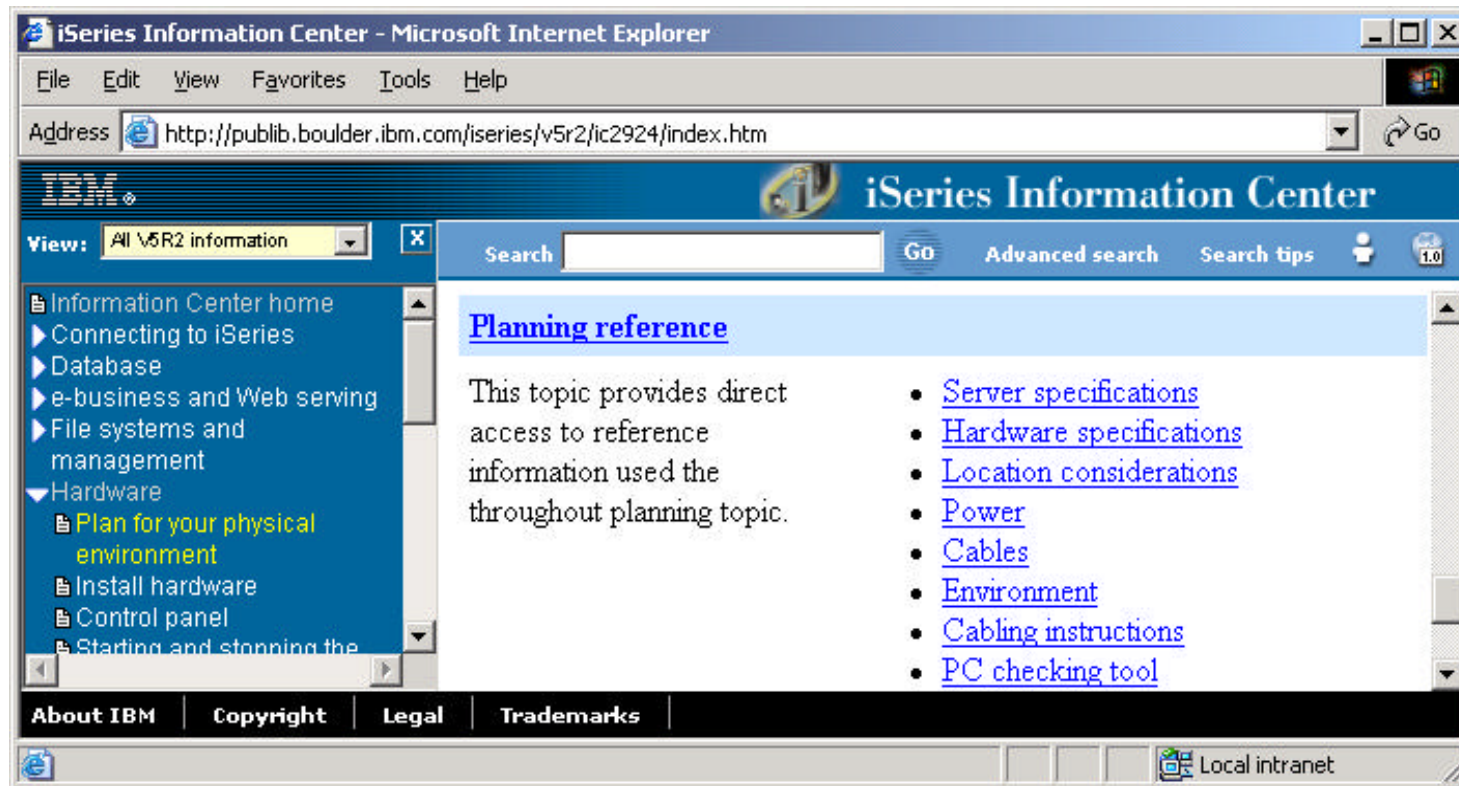 iSeries Information Center - Microsoft Internet Explorer
File Edit View Favorites Tools Help
Address http://publib.boulder.ibm.com/iseries/v5r2/ic2924/index.htm Go
IBM iSeries Information Center
View: All V5R2 information X
Search Go Advanced search Search tips 1.0
Information Center home
Connecting to iSeries
Database
e-business and Web serving
File systems and
management
Hardware
Plan for your physical
environment
Install hardware
Control panel
Starting and stopping the
Planning reference
This topic provides direct
access to reference
information used the
throughout planning topic.
• Server specifications
• Hardware specifications
• Location considerations
• Power
• Cables
• Environment
• Cabling instructions
• PC checking tool
About IBM | Copyright | Legal | Trademarks |
Local intranet